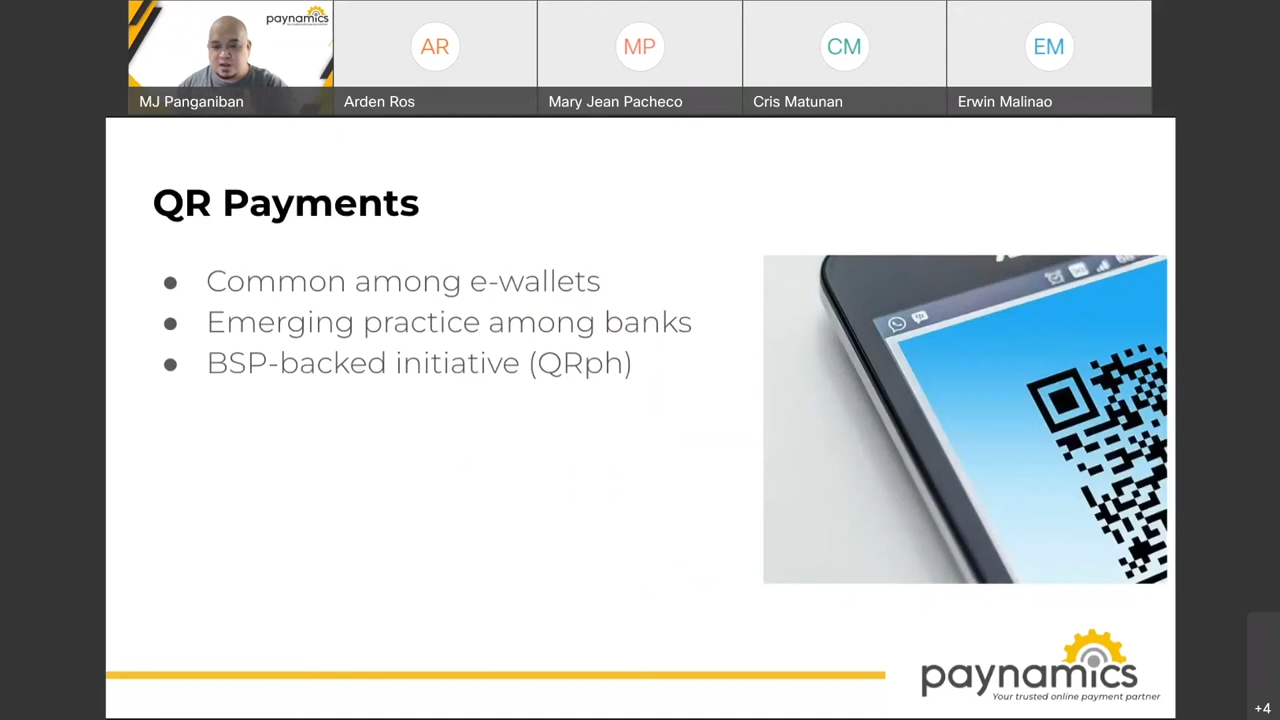 paynamics
AR
MP
CM
EM
MJ Panganiban
Arden Ros
Mary Jean Pacheco
Cris Matunan
Erwin Malinao
QR Payments
● Common among e-wallets
● Emerging practice among banks
● BSP-backed initiative (QRph)
paynamics
Your trusted online payment partner
+4